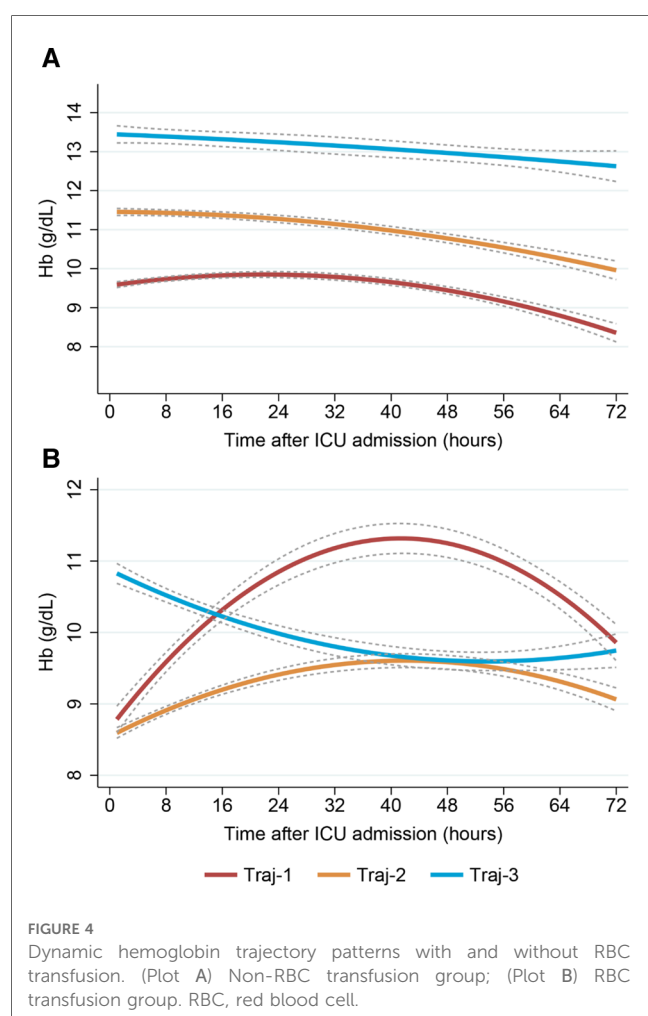 A
Hb (g/dL)
14
13
12
11
10
9
8
0 8 16 24 32 40 48 56 64 72
Time after ICU admission (hours)
B
Hb (g/dL)
12
11
10
9
8
0 8 16 24 32 40 48 56 64 72
Time after ICU admission (hours)
Traj-1 Traj-2 Traj-3
FIGURE 4
Dynamic hemoglobin trajectory patterns with and without RBC
transfusion. (Plot A) Non-RBC transfusion group; (Plot B) RBC
transfusion group. RBC, red blood cell.